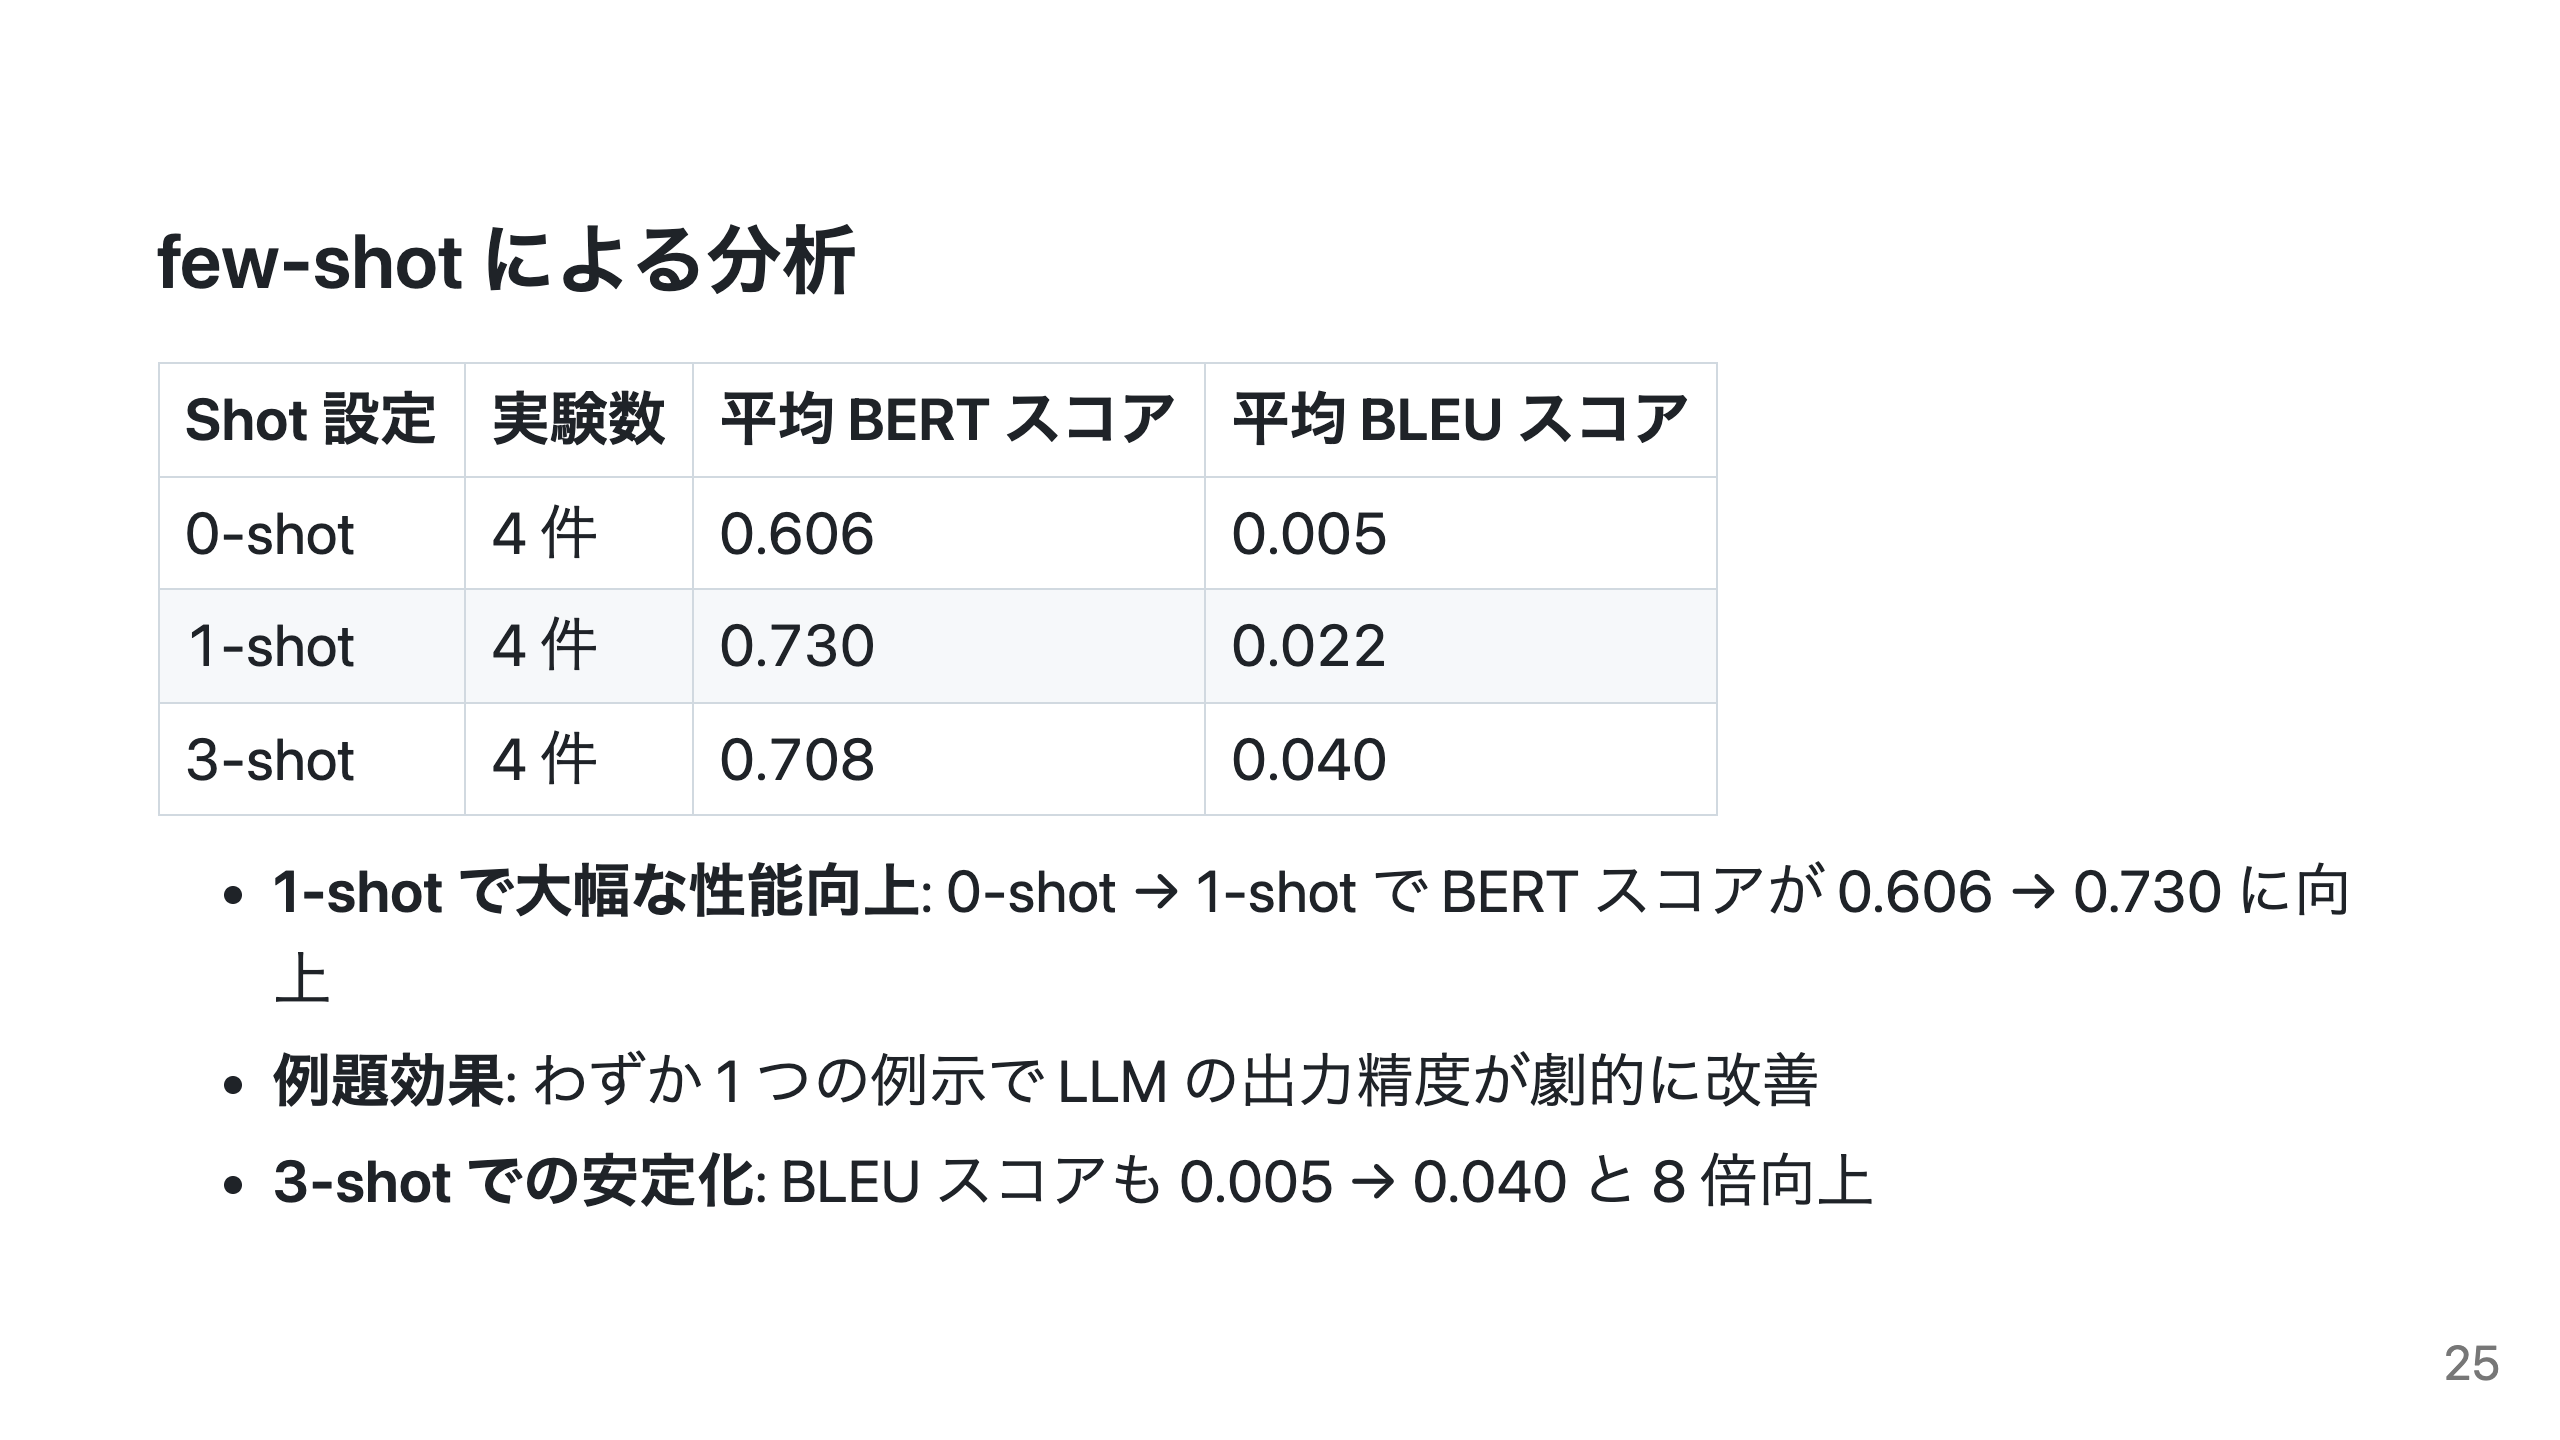 few-shot による分析
Shot 設定 実験数 平均 BERT スコア 平均 BLEU スコア
0-shot 4 件 0.606 0.005
1-shot 4 件 0.730 0.022
3-shot 4 件 0.708 0.040
• 1-shot で大幅な性能向上: 0-shot → 1-shot で BERT スコアが 0.606 → 0.730 に向
上
• 例題効果: わずか 1 つの例示で LLM の出力精度が劇的に改善
• 3-shot での安定化: BLEU スコアも 0.005 → 0.040 と 8 倍向上
25